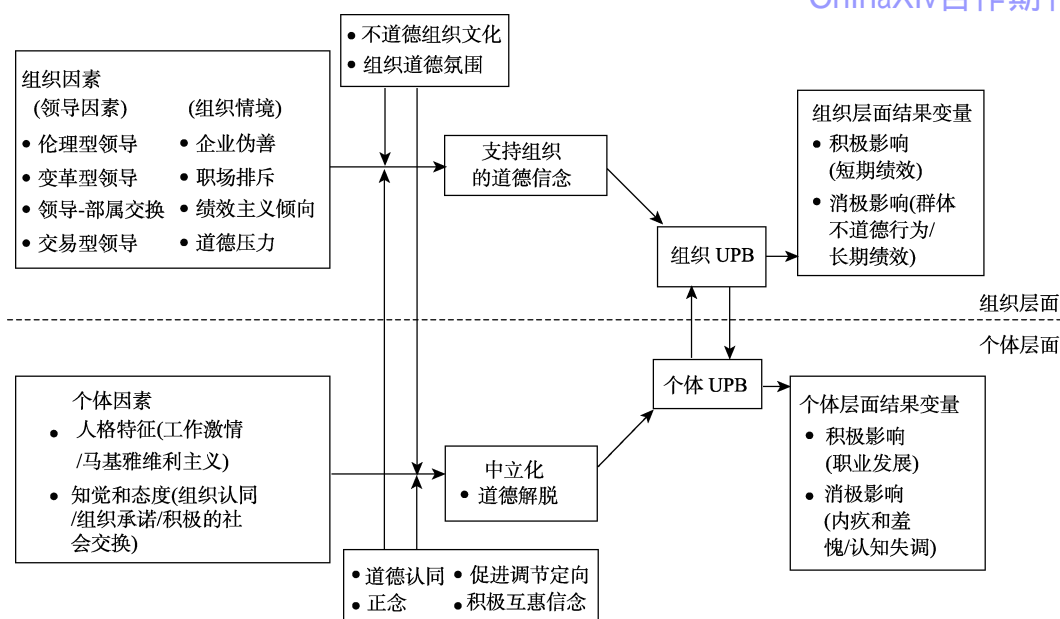 ChinaXiv合作期刊
• 不道德组织文化
• 组织道德氛围
组织因素
(领导因素) (组织情境)
• 伦理型领导 • 企业伪善
• 变革型领导 • 职场排斥
• 领导-部属交换 • 绩效主义倾向
• 交易型领导 • 道德压力
支持组织
的道德信念
组织 UPB
组织层面结果变量
• 积极影响
(短期绩效)
• 消极影响(群体
不道德行为/
长期绩效)
组织层面
个体层面
个体因素
• 人格特征(工作激情
/马基雅维利主义)
• 知觉和态度(组织认同
/组织承诺/积极的社
会交换)
中立化
• 道德解脱
个体 UPB
个体层面结果变量
• 积极影响
(职业发展)
• 消极影响
(内疚和羞
愧/认知失调)
• 道德认同 • 促进调节定向
• 正念 • 积极互惠信念